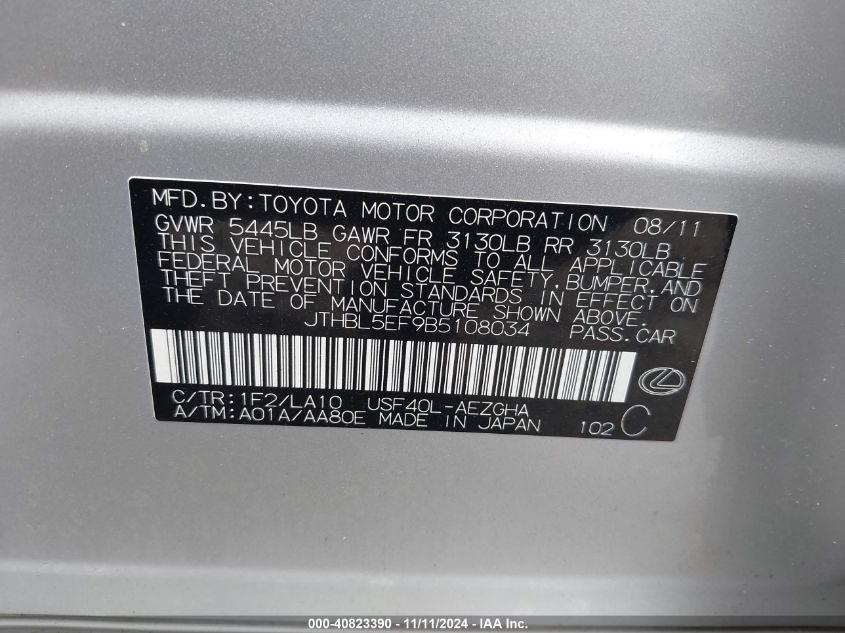 MFD.BY:TOYOTA MOTOR CORPORATION 08/11
GVWR 5445LB GAWR FR 3130LB RR 3130LB
THIS VEHICLE CONFORMS TO ALL APPLICABLE
FEDERAL MOTOR VEHICLE SAFETY,BUMPER,AND
THEFT PREVENTION STANDARDS IN EFFECT ON
THE DATE OF MANUFACTURE SHOWN ABOVE.
JTHBL5EF9B5108034 PASS.CAR
C/TR:1F2/LA10 USF40L-AEZGHA
A/TM:A01A/AA80E MADE IN JAPAN 102 C
000-40823390 - 11/11/2024 - IAA Inc.